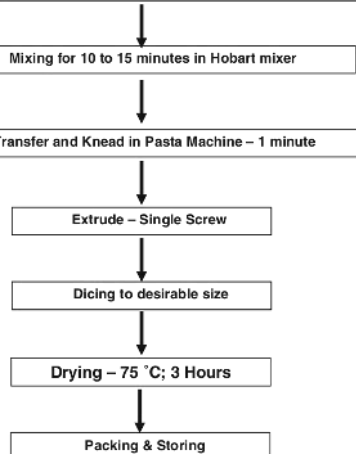 Mixing for 10 to 15 minutes in Hobart mixer
Transfer and Knead in Pasta Machine – 1 minute
Extrude – Single Screw
Dicing to desirable size
Drying – 75 ˚C; 3 Hours
Packing & Storing